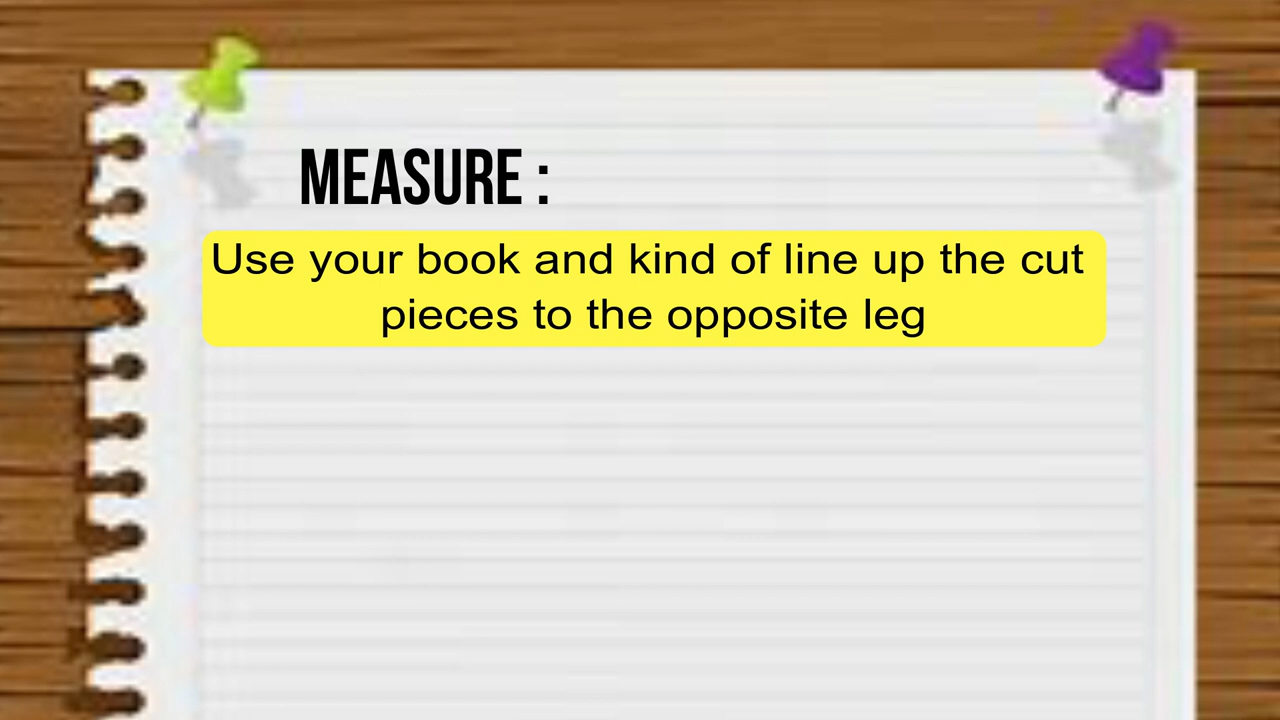 MEASURE :
Use your book and kind of line up the cut
pieces to the opposite leg